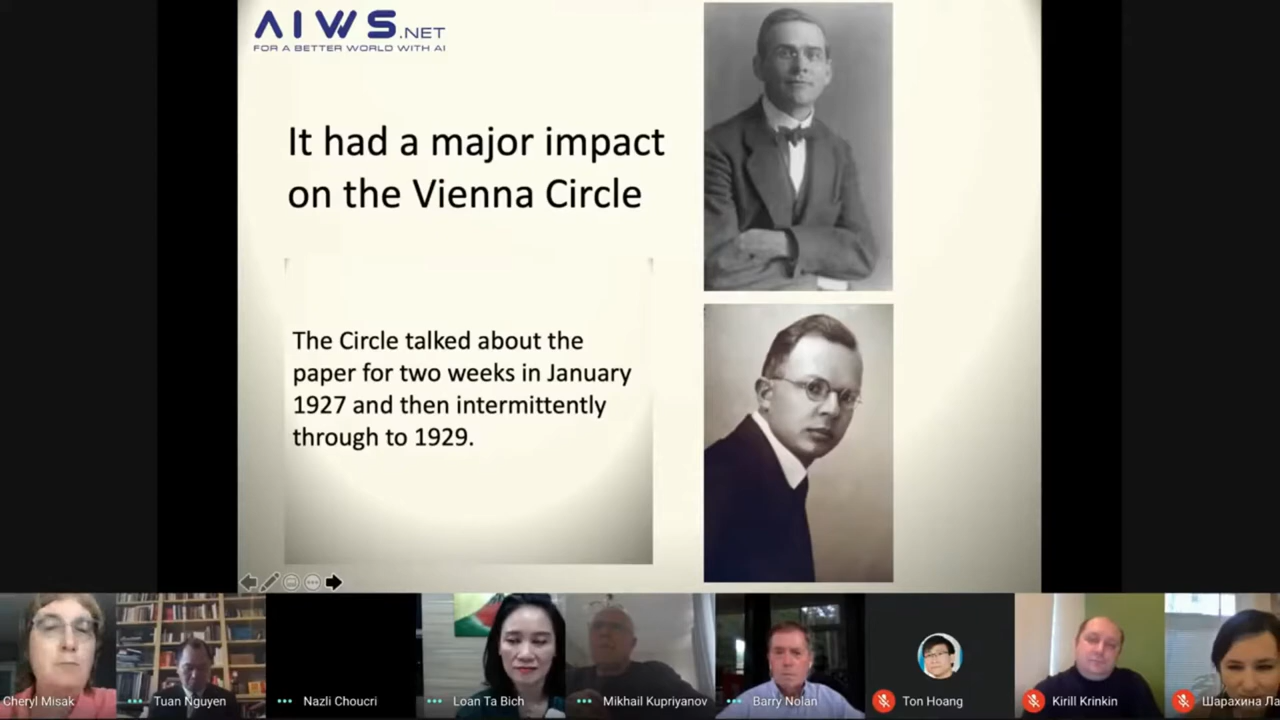 AIWS.NET
FOR A BETTER WORLD WITH AI
It had a major impact
on the Vienna Circle
The Circle talked about the
paper for two weeks in January
1927 and then intermittently
through to 1929.
Cheryl Misak
Tuan Nguyen
Nazli Choucri
Loan Ta Bich
Mikhail Kupriyanov
Barry Nolan
Ton Hoang
Kirill Krinkin
Шарахина Ла